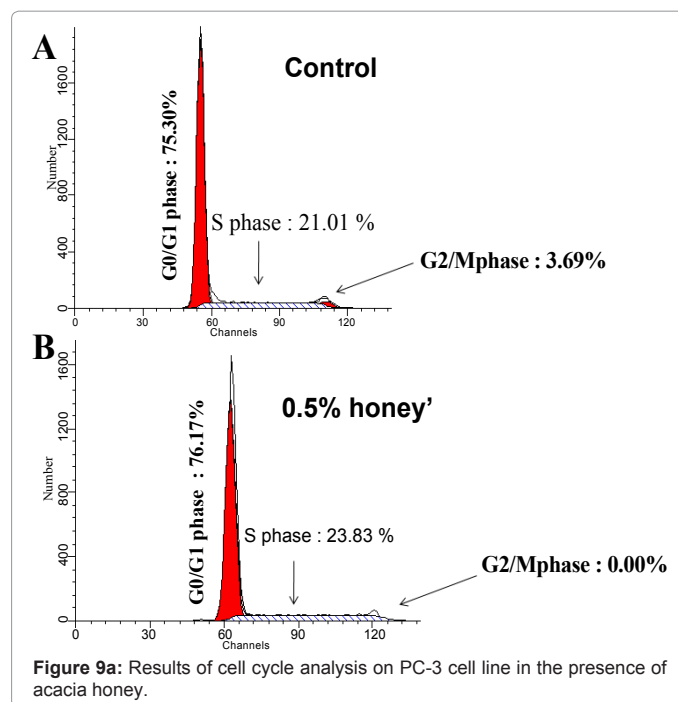 A
Control
Number
1600
1200
800
400
0
G0/G1 phase : 75.30%
S phase : 21.01 %
G2/Mphase : 3.69%
0 30 60 90 120
Channels
B
0.5% honey’
Number
1600
1200
800
400
0
G0/G1 phase : 76.17%
S phase : 23.83 %
G2/Mphase : 0.00%
0 30 60 90 120
Channels
Figure 9a: Results of cell cycle analysis on PC-3 cell line in the presence of
acacia honey.